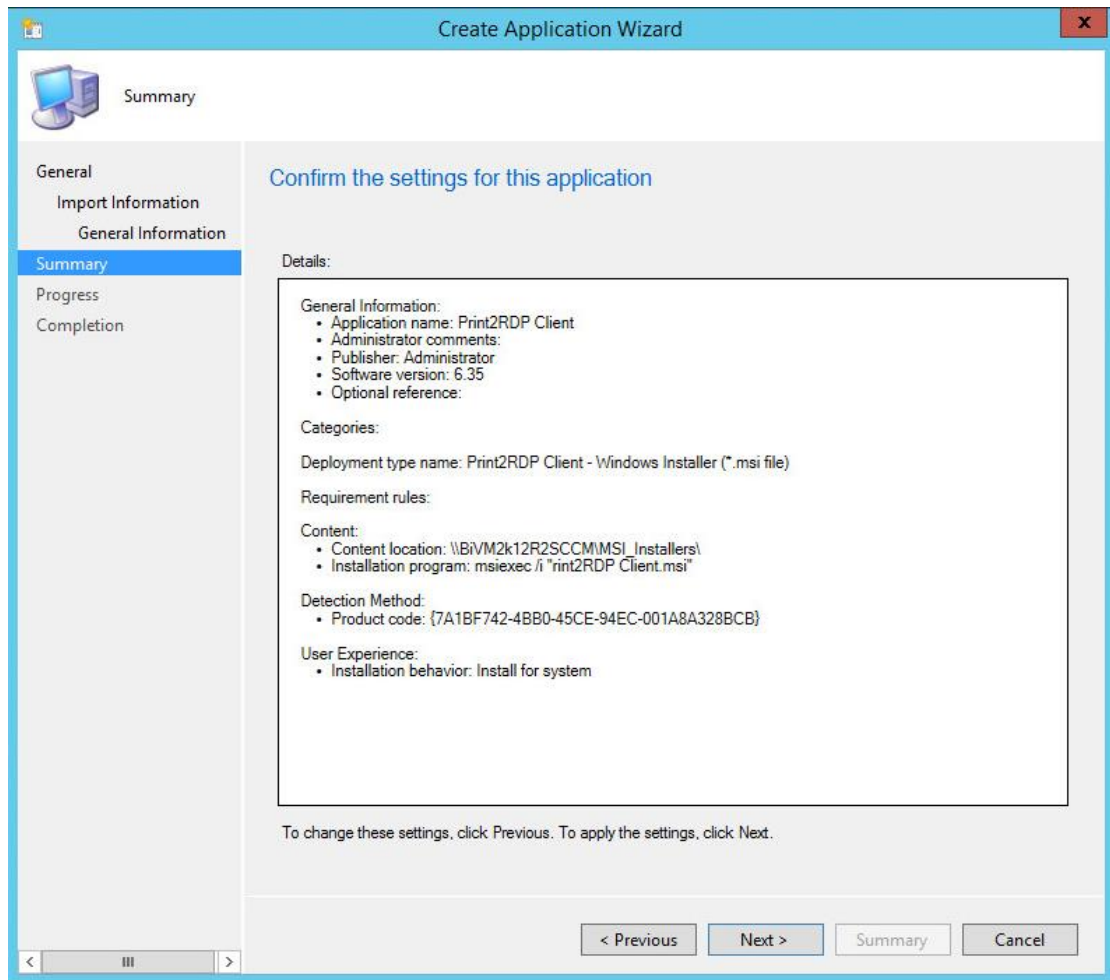 Create Application Wizard
x
Summary
General
Import Information
General Information
Summary
Progress
Completion
Confirm the settings for this application
Details:
General Information:
• Application name: Print2RDP Client
• Administrator comments:
• Publisher: Administrator
• Software version: 6.35
• Optional reference:
Categories:
Deployment type name: Print2RDP Client - Windows Installer (*.msi file)
Requirement rules:
Content:
• Content location: \\BiVM2k12R2SCCM\MSI_Installers\
• Installation program: msiexec /i "rint2RDP Client.msi"
Detection Method:
• Product code: {7A1BF742-4BB0-45CE-94EC-001A8A328BCB}
User Experience:
• Installation behavior: Install for system
To change these settings, click Previous. To apply the settings, click Next.
< Previous
Next >
Summary
Cancel